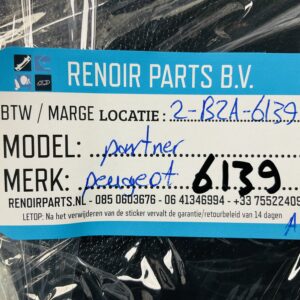 RENOIR PARTS B.V.
BTW / MARGE LOCATIE: 2-B2A-6139
MODEL: partner
MERK: peugeot 6139
RENOIRPARTS.NL - 085 0603676 - 06 41346994 - +33 75522409
LETOP: Na het verwijderen van de sticker vervalt de garantie/retourbeleid van 14 dagen.
A